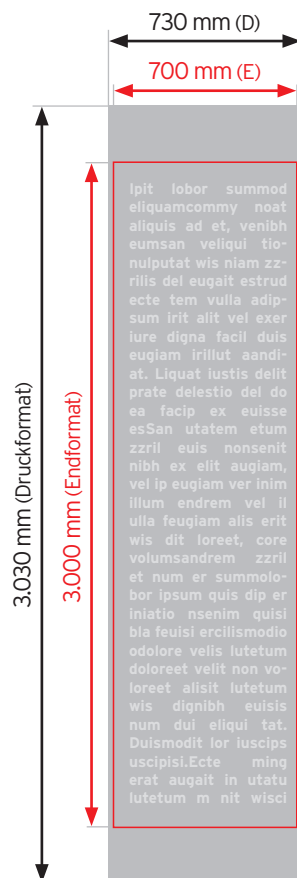 730 mm (D)
700 mm (E)
3.030 mm (Druckformat)
3.000 mm (Endformat)
Ipit lobor summod
eliquamcommy noat
aliquis ad et, venibh
eumsan veliqui tio-
nulputat wis niam zz-
rilis del eugait estrud
ecte tem vulla adip-
sum irit alit vel exer
iure digna facil duis
eugiam irillut aandi-
at. Liquat iustis delit
prate delestio del do
ea facip ex euisse
esSan utatem etum
zzril euis nonsenit
nibh ex elit augiam,
vel ip eugiam ver inim
illum endrem vel il
ulla feugiam alis erit
wis dit loreet, core
volumsandrem zzril
et num er summolo-
bor ipsum quis dip er
iniatio nsenim quisi
bla feuisi ercilismodio
odolore velis lutetum
doloreet velit non vo-
loreet alisit lutetum
wis dignibh euisis
num dui eliqui tat.
Duismodit lor iuscips
uscipisi.Ecte ming
erat augait in utatu
lutetum m nit wisci